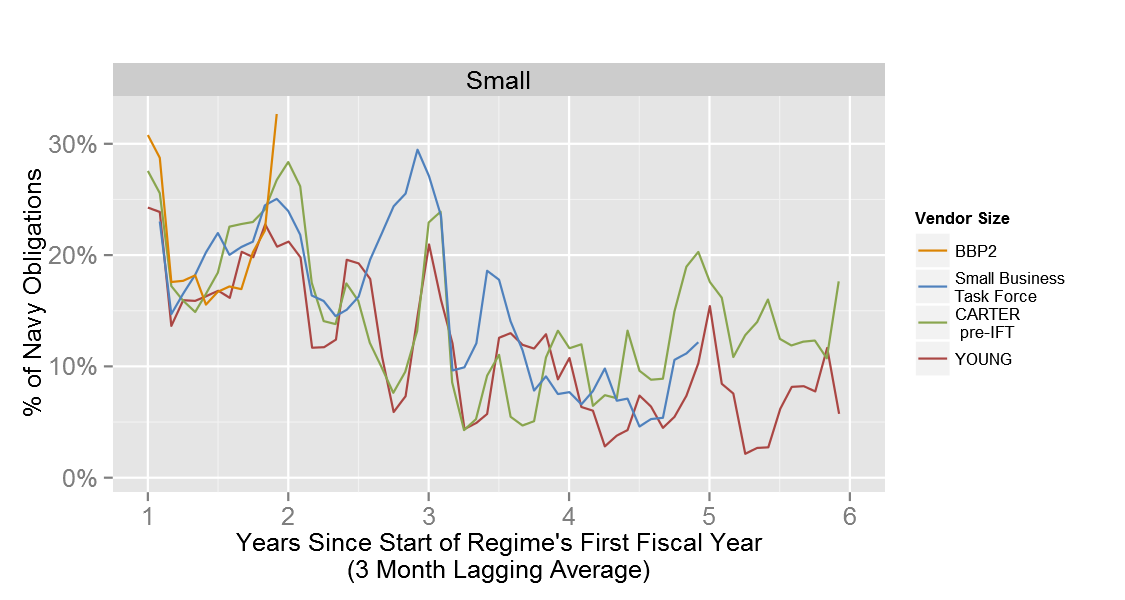 Small
% of Navy Obligations
30%
20%
10%
0%
1 2 3 4 5 6
Years Since Start of Regime's First Fiscal Year
(3 Month Lagging Average)
Vendor Size
BBP2
Small Business
Task Force
CARTER
pre-IFT
YOUNG